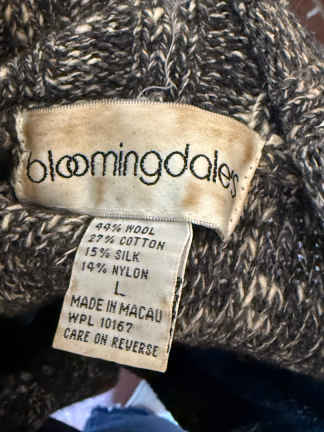 bloomingdales
44% WOOL
27% COTTON
15% SILK
14% NYLON
L
MADE IN MACAU
WPL 10167
CARE ON REVERSE